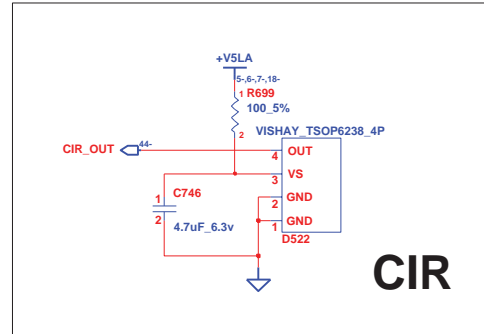 +V5LA
5-,6-,7-,18-
1 R699
100_5%
2
VISHAY_TSOP6238_4P
CIR_OUT 44-
4 OUT
3 VS
2 GND
1 GND
D522
1 C746
2
4.7uF_6.3v
CIR